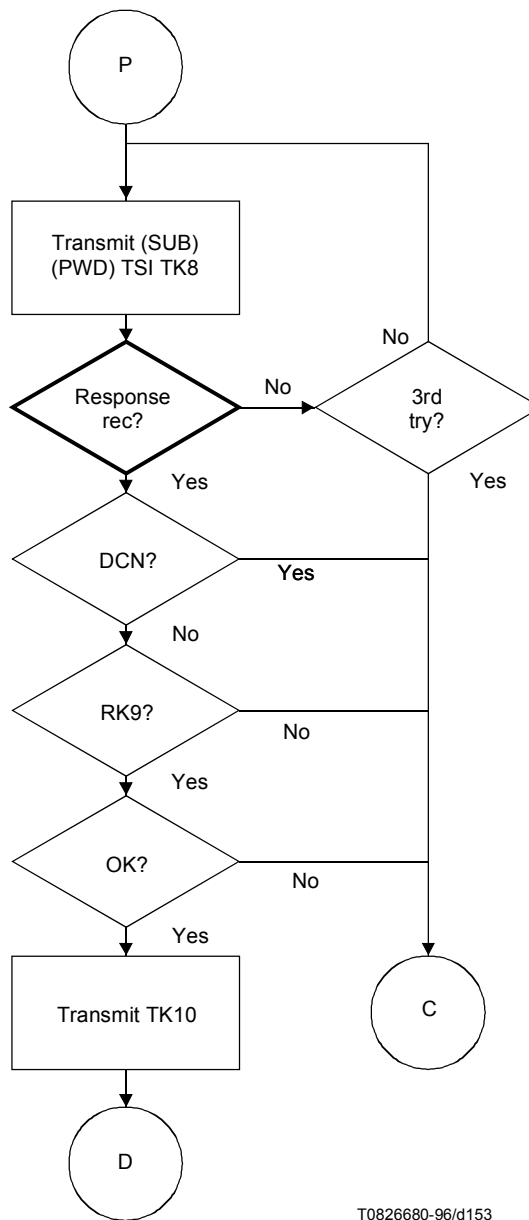 P
Transmit (SUB)
(PWD) TSI TK8
No
Response
rec?
No
3rd
try?
Yes
Yes
DCN?
Yes
No
RK9?
No
Yes
OK?
No
Yes
Transmit TK10
C
D
T0826680-96/d153